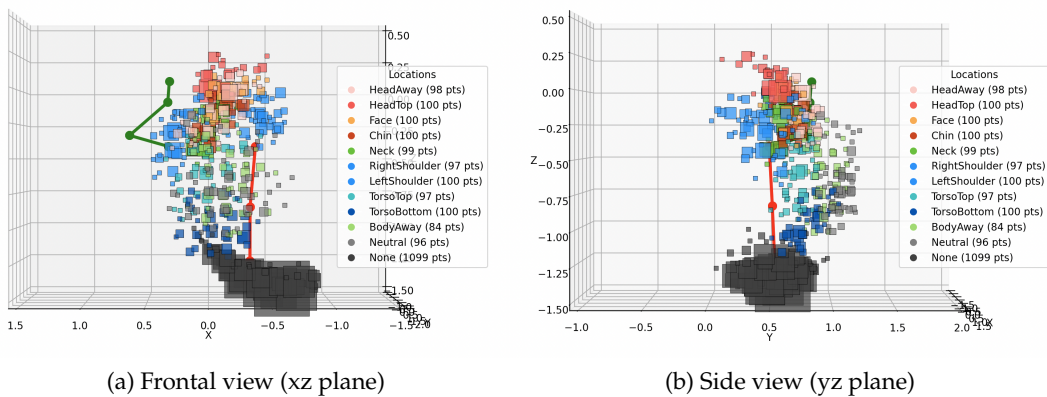 0.50
Locations
HeadAway (98 pts)
HeadTop (100 pts)
Face (100 pts)
Chin (100 pts)
Neck (99 pts)
RightShoulder (97 pts)
LeftShoulder (100 pts)
TorsoTop (97 pts)
TorsoBottom (100 pts)
BodyAway (84 pts)
Neutral (96 pts)
None (1099 pts)
1.50
1.5 1.0 0.5 0.0 -0.5 -1.0 -1.5
X
(a) Frontal view (xz plane)
0.50
0.25
0.00
-0.25
Z
-0.50
-0.75
-1.00
-1.25
-1.50
Locations
HeadAway (98 pts)
HeadTop (100 pts)
Face (100 pts)
Chin (100 pts)
Neck (99 pts)
RightShoulder (97 pts)
LeftShoulder (100 pts)
TorsoTop (97 pts)
TorsoBottom (100 pts)
BodyAway (84 pts)
Neutral (96 pts)
None (1099 pts)
-1.0 0.0 0.5 1.0 1.5 2.0
Y
X
(b) Side view (yz plane)